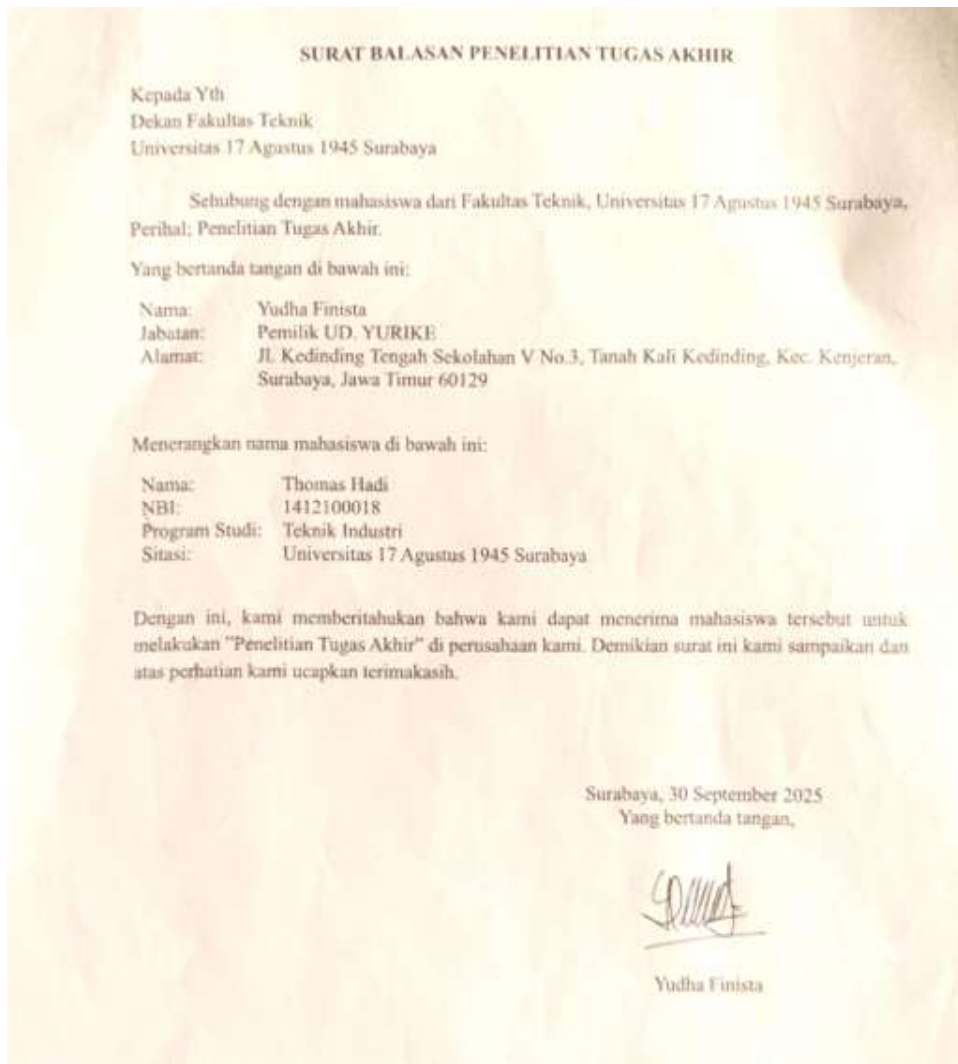 SURAT BALASAN PENELITIAN TUGAS AKHIR
Kepada Yth
Dekan Fakultas Teknik
Universitas 17 Agustus 1945 Surabaya
Sehubung dengan mahasiswa dari Fakultas Teknik, Universitas 17 Agustus 1945 Surabaya,
Perihal; Penelitian Tugas Akhir.
Yang bertanda tangan di bawah ini:
Nama: Yudha Finista
Jabatan: Pemilik UD. YURIKE
Alamat: Jl. Kedinding Tengah Sekolahan V No.3, Tanah Kali Kedinding, Kec. Kenjeran,
Surabaya, Jawa Timur 60129
Menerangkan nama mahasiswa di bawah ini:
Nama: Thomas Hadi
NBI: 1412100018
Program Studi: Teknik Industri
Sitasi: Universitas 17 Agustus 1945 Surabaya
Dengan ini, kami memberitahukan bahwa kami dapat menerima mahasiswa tersebut untuk
melakukan "Penelitian Tugas Akhir" di perusahaan kami. Demikian surat ini kami sampaikan dan
atas perhatian kami ucapkan terimakasih.
Surabaya, 30 September 2025
Yang bertanda tangan,
Yudha Finista